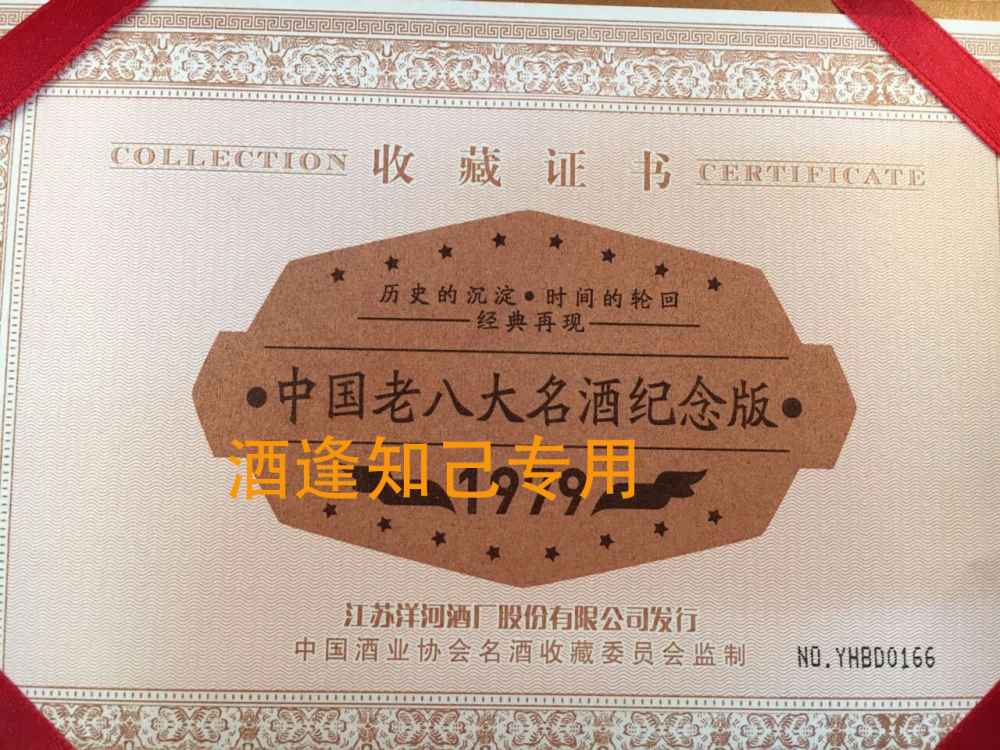 COLLECTION 收藏证书 CERTIFICATE
历史的沉淀•时间的轮回
经典再现
•中国老八大名酒纪念版•
酒逢知己专用
1979
江苏洋河酒厂股份有限公司发行
中国酒业协会名酒收藏委员会监制
NO.YHBD0166